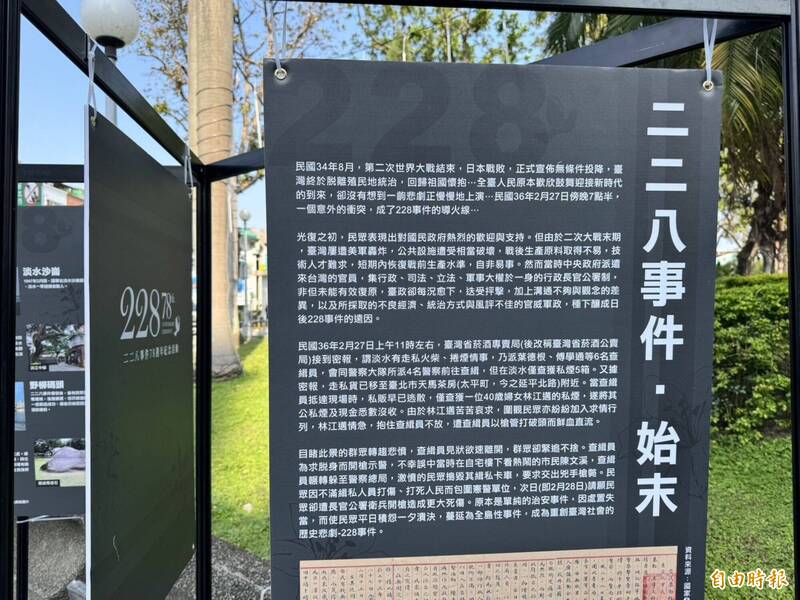 228
二二八事件‧始末
民國34年8月，第二次世界大戰結束，日本戰敗，正式宣佈無條件投降，臺
灣終於脫離殖民地統治，回歸祖國懷抱…全臺人民原本歡欣鼓舞迎接新時代
的到來，卻沒有想到一齣悲劇正慢慢地上演…民國36年2月27日傍晚7點半，
一個意外的衝突，成了228事件的導火線…
光復之初，民眾表現出對國民政府熱烈的歡迎與支持。但由於二次大戰末期
，臺灣屢遭美軍轟炸，公共設施遭受相當破壞，戰後生產原料取得不易，技
術人才難求，短期內恢復戰前生產水準，自非易事。然而當時中央政府派遣
來台灣的官員，集行政、司法、立法、軍事大權於一身的行政長官公署制，
非但未能有效復原，臺政卻每況愈下，迭受抨擊，加上溝通不夠與觀念的差
異，以及所採取的不良經濟、統治方式與風評不佳的官威軍政，種下釀成日
後228事件的遠因。
民國36年2月27日上午11時左右，臺灣省菸酒專賣局(後改稱臺灣省菸酒公賣
局)接到密報，謂淡水有走私火柴、捲煙情事，乃派葉德根、傅學通等6名查
緝員，會同警察大隊所派4名警察前往查緝，但在淡水僅查獲私煙5箱。又據
密報，走私貨已移至臺北市天馬茶房(太平町，今之延平北路)附近。當查緝
員抵達現場時，私販早已逃散，僅查獲一位40歲婦女林江邁的私煙，遂將其
公私煙及現金悉數沒收。由於林江邁苦苦哀求，圍觀民眾亦紛紛加入求情行
列，林江邁情急，抱住查緝員不放，遭查緝員以槍管打破頭而鮮血直流。
目睹此景的群眾轉趨悲憤，查緝員見狀欲速離開，群眾卻緊追不捨。查緝員
為求脫身而開槍示警，不幸誤中當時在自宅樓下看熱鬧的市民陳文溪，查緝
員輾轉躲至警察總局，激憤的民眾搗毀其緝私卡車，要求交出兇手槍斃。民
眾因不滿緝私人員打傷、打死人民而包圍憲警單位，次日(即2月28日)請願民
眾卻遭長官公署衛兵開槍造成更大死傷。原本是單純的治安事件，因處置失
當，而使民眾平日積怨一夕潰決，蔓延為全島性事件，成為重創臺灣社會的
歷史悲劇-228事件。
資料來源：國家
228 78th
二二八事件78週年紀念活動
淡水沙崙
野柳碼頭
自由時報